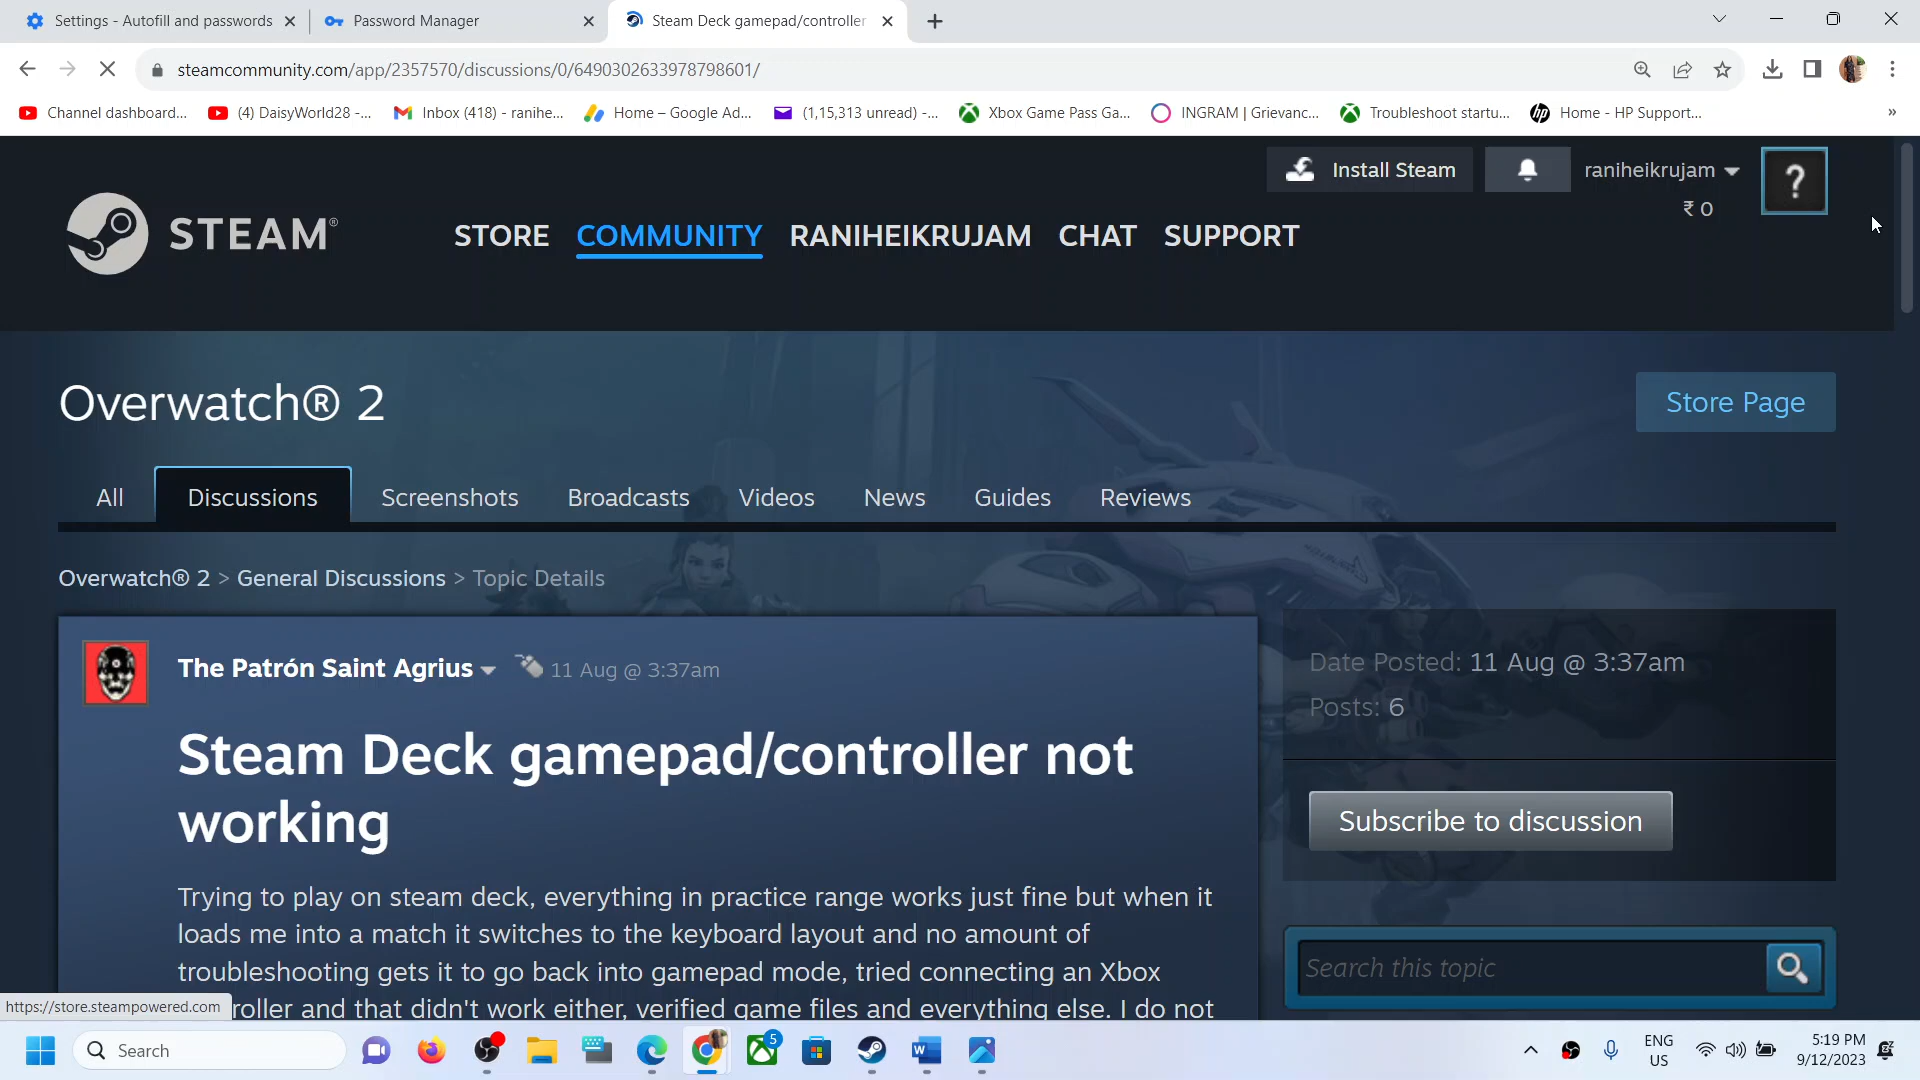 Settings - Autofill and passwords
Password Manager
Steam Deck gamepad/controller
steamcommunity.com/app/2357570/discussions/0/6490302633978798601/
Channel dashboard...
(4) DaisyWorld28 -...
Inbox (418) - ranihe...
Home – Google Ad...
(1,15,313 unread) -...
Xbox Game Pass Ga...
INGRAM | Grievanc...
Troubleshoot startu...
Home - HP Support...
»
Install Steam
raniheikrujam
₹ 0
STEAM®
STORE
COMMUNITY
RANIHEIKRUJAM
CHAT
SUPPORT
Overwatch® 2
Store Page
All
Discussions
Screenshots
Broadcasts
Videos
News
Guides
Reviews
Overwatch® 2 > General Discussions > Topic Details
The Patrón Saint Agrius
11 Aug @ 3:37am
Date Posted: 11 Aug @ 3:37am
Posts: 6
Steam Deck gamepad/controller not
working
Subscribe to discussion
Trying to play on steam deck, everything in practice range works just fine but when it
loads me into a match it switches to the keyboard layout and no amount of
troubleshooting gets it to go back into gamepad mode, tried connecting an Xbox
roller and that didn't work either, verified game files and everything else. I do not
Search this topic
https://store.steampowered.com
Search
5
ENG
US
5:19 PM
9/12/2023